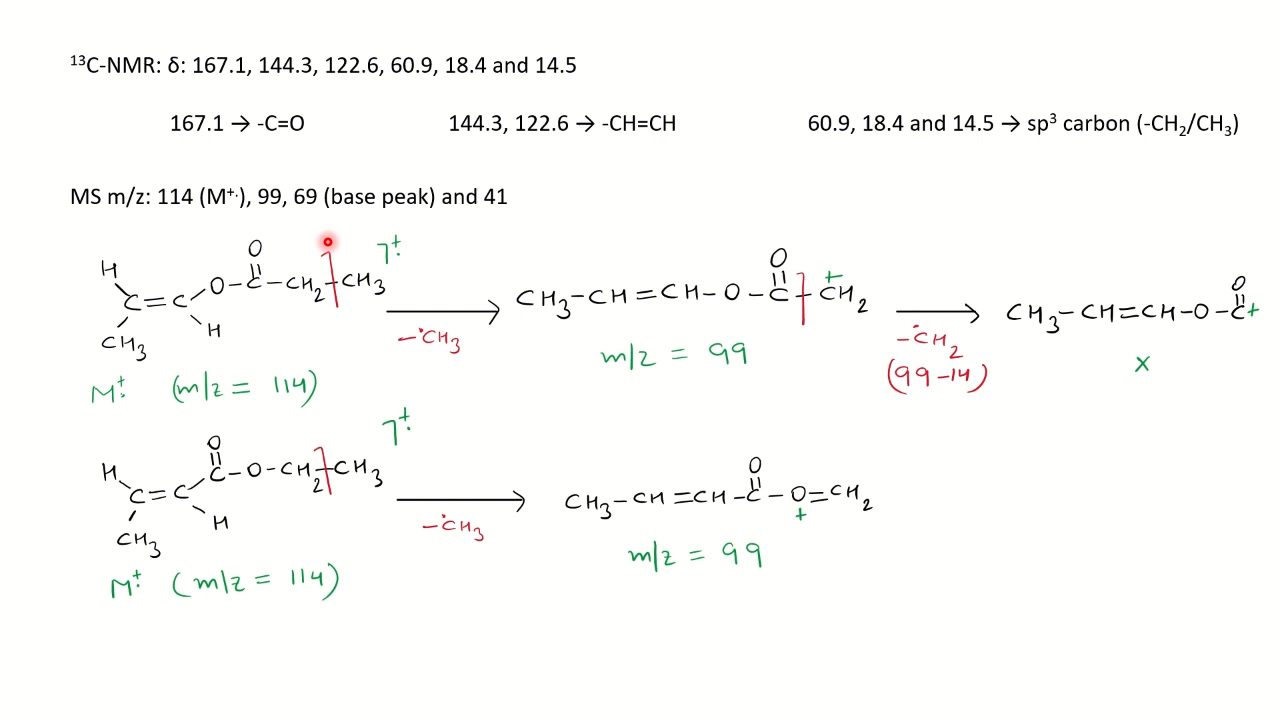 ¹³C-NMR: δ: 167.1, 144.3, 122.6, 60.9, 18.4 and 14.5
167.1 → -C=O 144.3, 122.6 → -CH=CH 60.9, 18.4 and 14.5 → sp³ carbon (-CH₂/CH₃)
MS m/z: 114 (M⁺·), 99, 69 (base peak) and 41
H O ⌉⁺· O O
C=C-O-C-CH₂-CH₃ CH₃-CH=CH-O-C-CH₂ + CH₃-CH=CH-O-C+
CH₃ H -·CH₃ -·CH₂
m/z = 99 (99-14) x
M⁺· (m/z = 114)
H O ⌉⁺· O
C=C-C-O-CH₂-CH₃ CH₃-CH=CH-C-O=CH₂
CH₃ H -·CH₃ +
m/z = 99
M⁺· (m/z = 114)